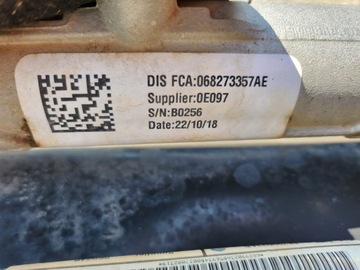 DIS FCA:068273357AE
Supplier:0E097
S/N:B0256
Date:22/10/18